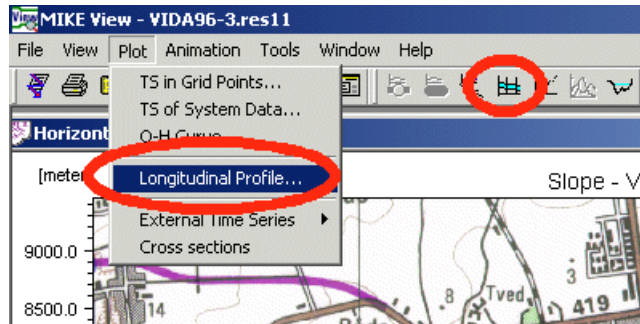 MIKE View - VIDA96-3.res11
File View Plot Animation Tools Window Help
TS in Grid Points...
TS of System Data...
Q-H Curve...
Horizont
[meter
Longitudinal Profile...
Slope - V
External Time Series
Cross sections
9000.0
8500.0
3
14
8
Tved
419